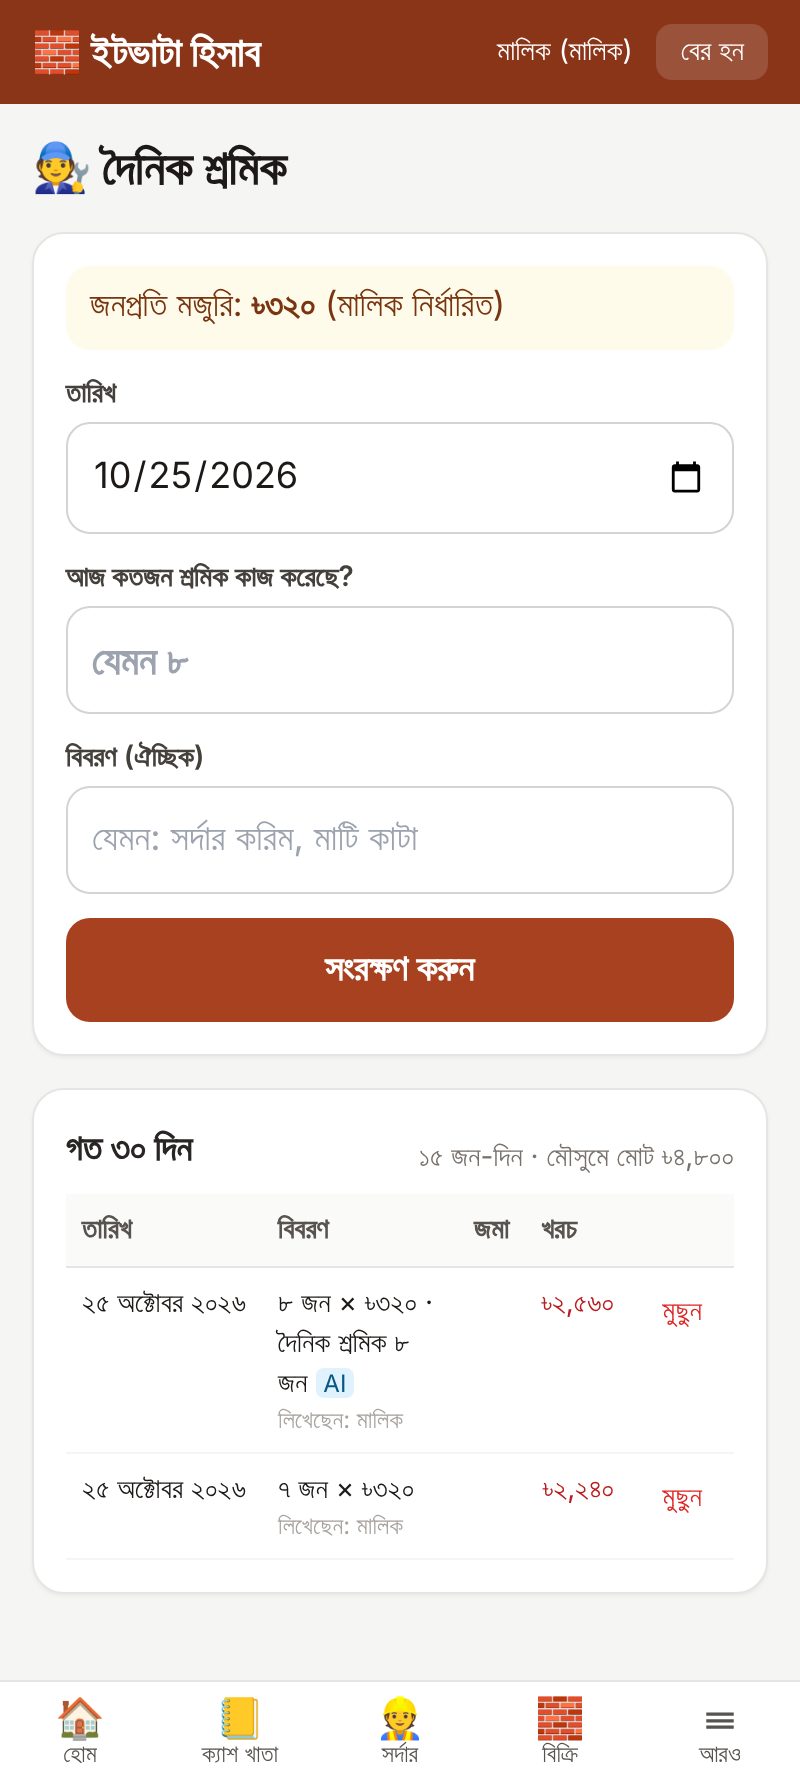 ইটভাটা হিসাব
মালিক (মালিক)
বের হন
দৈনিক শ্রমিক
জনপ্রতি মজুরি: ৳৩২০ (মালিক নির্ধারিত)
তারিখ
10/25/2026
আজ কতজন শ্রমিক কাজ করেছে?
যেমন ৮
বিবরণ (ঐচ্ছিক)
যেমন: সর্দার করিম, মাটি কাটা
সংরক্ষণ করুন
গত ৩০ দিন
১৫ জন-দিন · মৌসুমে মোট ৳৪,৮০০
তারিখ বিবরণ জমা খরচ
২৫ অক্টোবর ২০২৬ ৮ জন × ৳৩২০ · ৳২,৫৬০ মুছুন
দৈনিক শ্রমিক ৮
জন AI
লিখেছেন: মালিক
২৫ অক্টোবর ২০২৬ ৭ জন × ৳৩২০ ৳২,২৪০ মুছুন
লিখেছেন: মালিক
হোম ক্যাশ খাতা সর্দার বিক্রি আরও